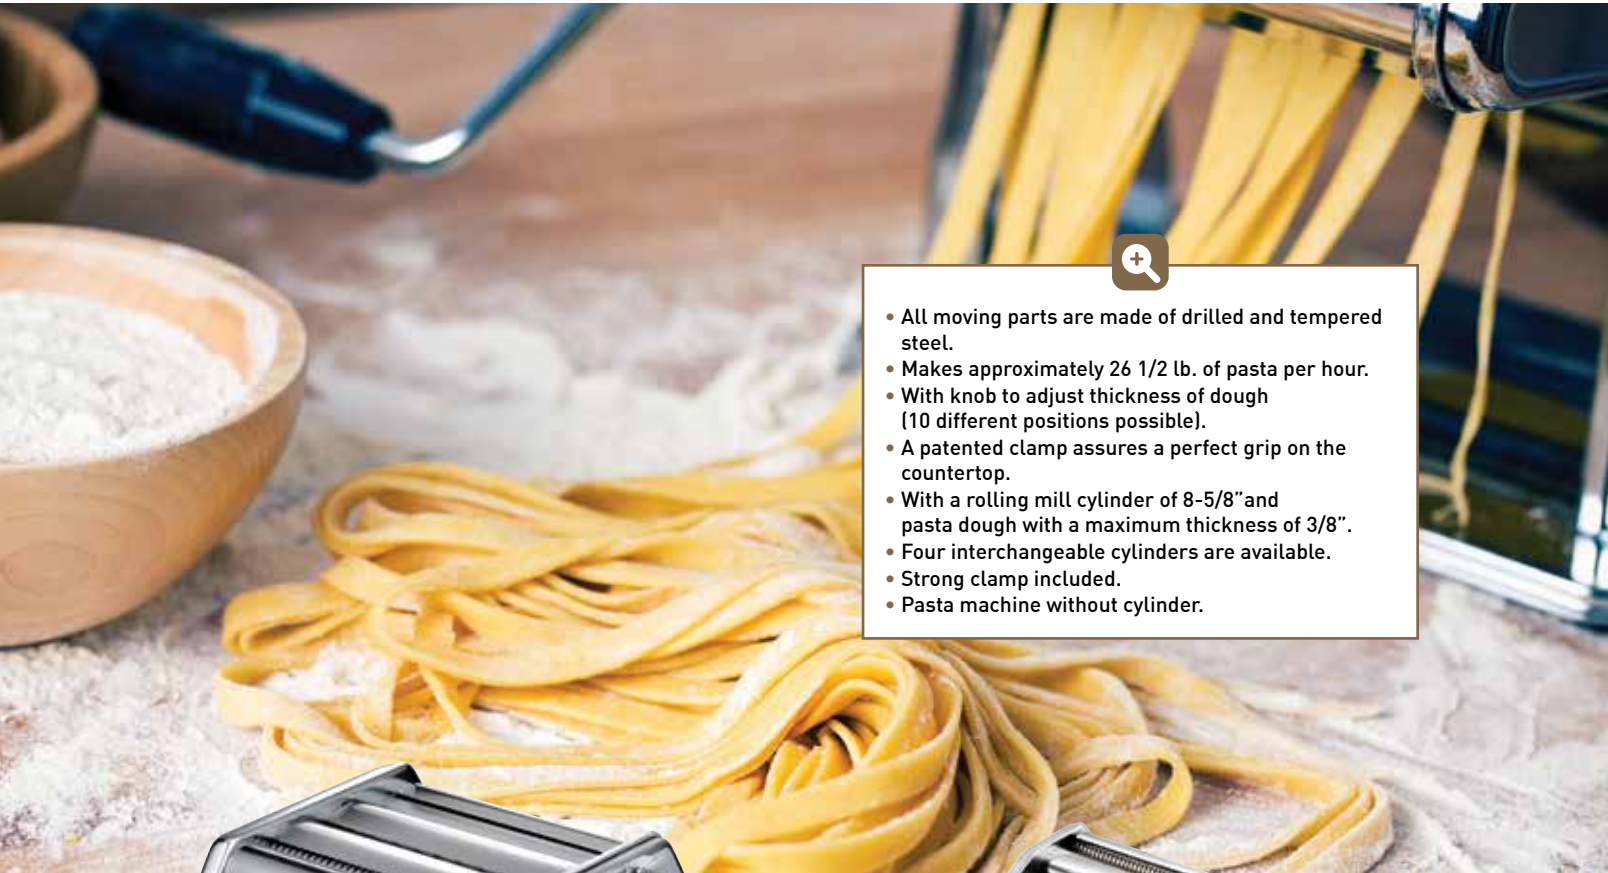 • All moving parts are made of drilled and tempered
steel.
• Makes approximately 26 1/2 lb. of pasta per hour.
• With knob to adjust thickness of dough
(10 different positions possible).
• A patented clamp assures a perfect grip on the
countertop.
• With a rolling mill cylinder of 8-5/8”and
pasta dough with a maximum thickness of 3/8”.
• Four interchangeable cylinders are available.
• Strong clamp included.
• Pasta machine without cylinder.